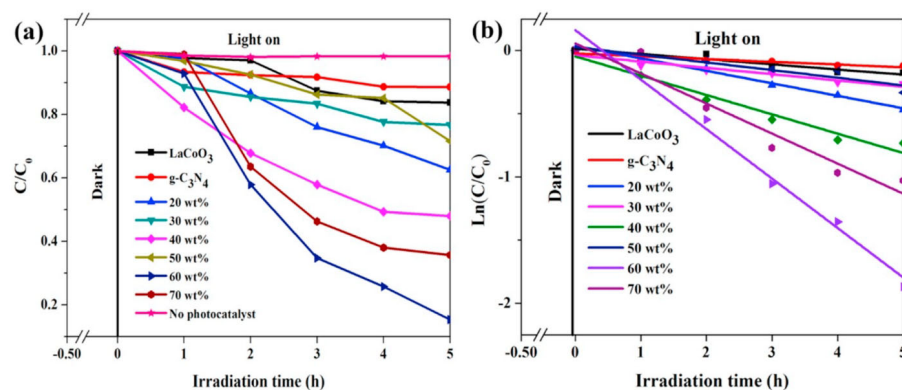 (a)
Light on
C/C0
1.0
0.8
0.6
0.4
0.2
Dark
LaCoO3
g-C3N4
20 wt%
30 wt%
40 wt%
50 wt%
60 wt%
70 wt%
No photocatalyst
-0.50
0
1
2
3
4
5
Irradiation time (h)
(b)
Light on
Ln(C/C0)
0
-1
-2
Dark
LaCoO3
g-C3N4
20 wt%
30 wt%
40 wt%
50 wt%
60 wt%
70 wt%
-0.50
0
1
2
3
4
5
Irradiation time (h)